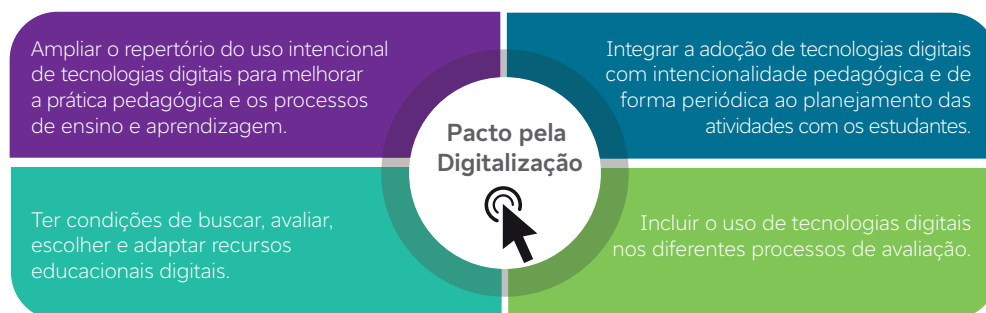 Ampliar o repertório do uso intencional
de tecnologias digitais para melhorar
a prática pedagógica e os processos
de ensino e aprendizagem.
Integrar a adoção de tecnologias digitais
com intencionalidade pedagógica e de
forma periódica ao planejamento das
atividades com os estudantes.
Pacto pela
Digitalização
Ter condições de buscar, avaliar,
escolher e adaptar recursos
educacionais digitais.
Incluir o uso de tecnologias digitais
nos diferentes processos de avaliação.